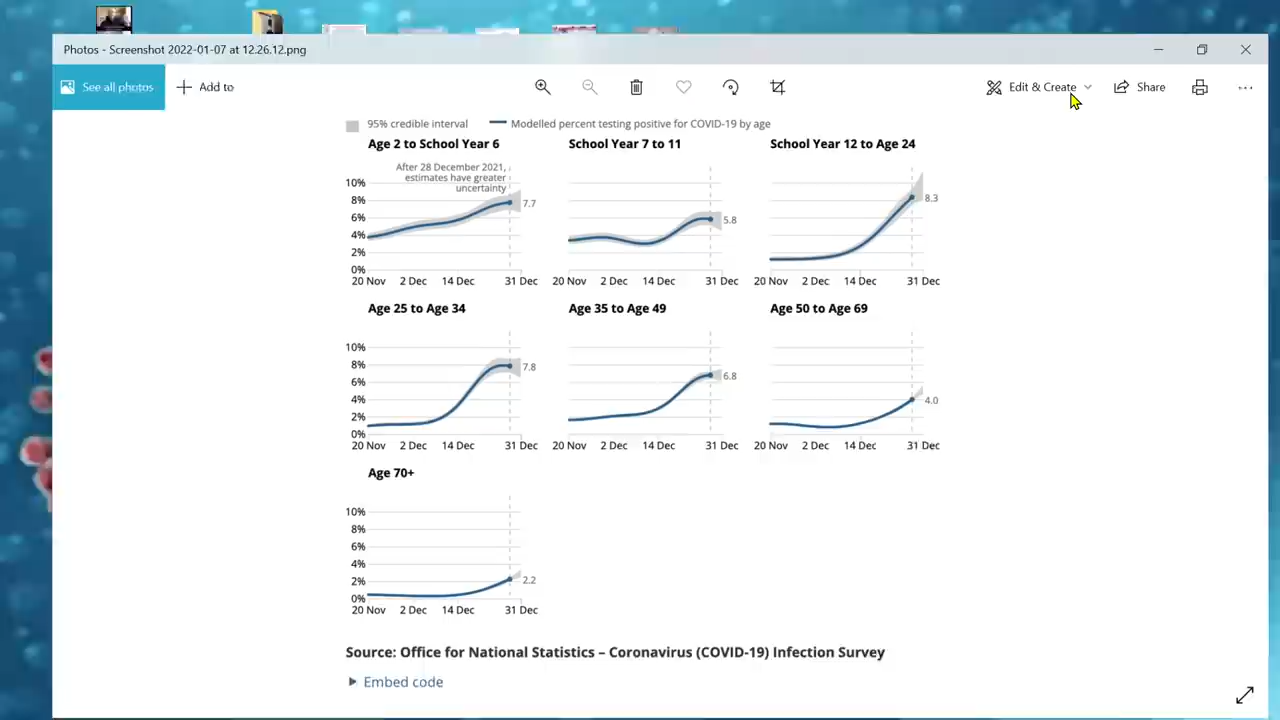 Photos - Screenshot 2022-01-07 at 12.26.12.png
See all photos
Add to
Edit & Create
Share
95% credible interval
Modelled percent testing positive for COVID-19 by age
Age 2 to School Year 6
After 28 December 2021,
estimates have greater
uncertainty
10%
8%
6%
4%
2%
0%
7.7
20 Nov 2 Dec 14 Dec 31 Dec
School Year 7 to 11
5.8
20 Nov 2 Dec 14 Dec 31 Dec
School Year 12 to Age 24
8.3
20 Nov 2 Dec 14 Dec 31 Dec
Age 25 to Age 34
10%
8%
6%
4%
2%
0%
7.8
20 Nov 2 Dec 14 Dec 31 Dec
Age 35 to Age 49
6.8
20 Nov 2 Dec 14 Dec 31 Dec
Age 50 to Age 69
4.0
20 Nov 2 Dec 14 Dec 31 Dec
Age 70+
10%
8%
6%
4%
2%
0%
2.2
20 Nov 2 Dec 14 Dec 31 Dec
Source: Office for National Statistics – Coronavirus (COVID-19) Infection Survey
Embed code